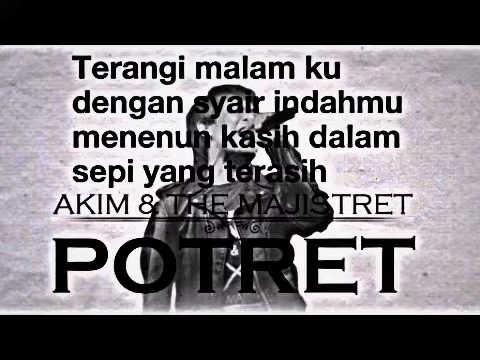 Terangi malam ku
dengan syair indahmu
menenun kasih dalam
sepi yang terasih
AKIM & THE MAJISTRET
POTRET